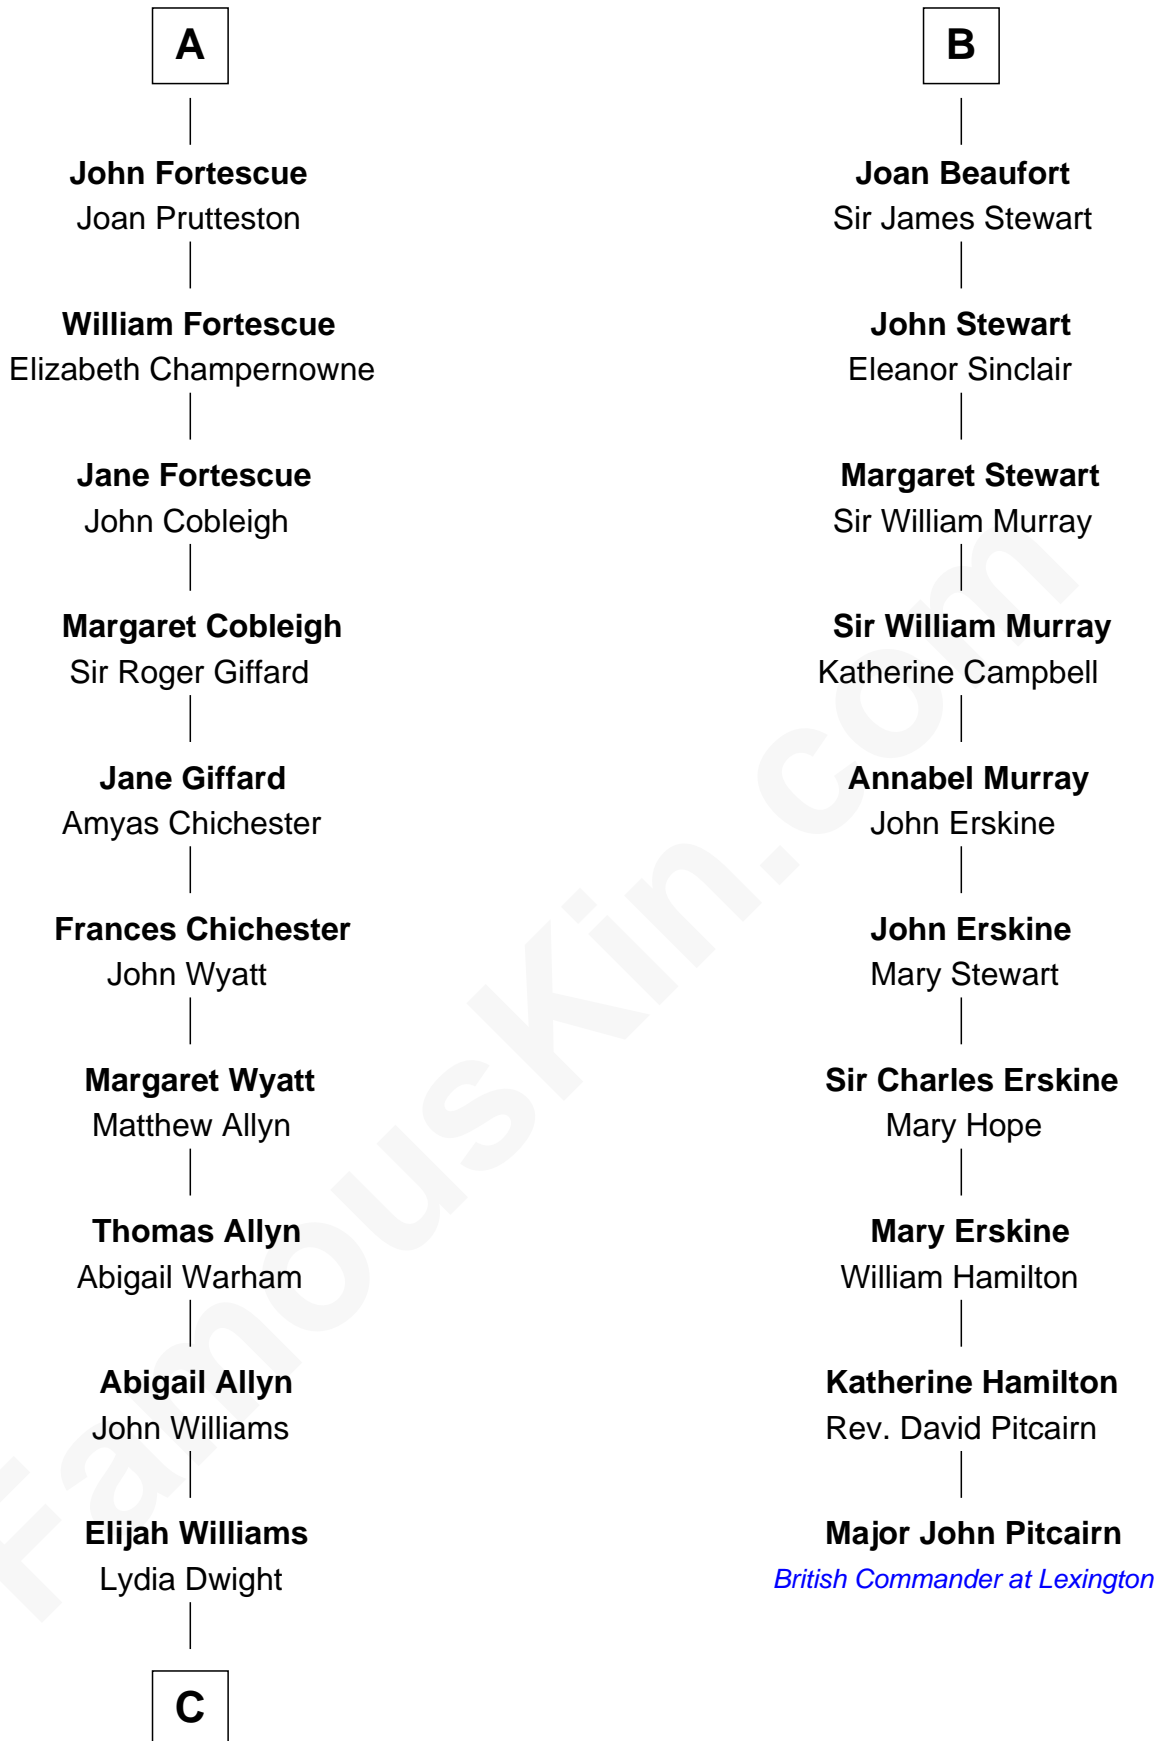 A
John Fortescue
Joan Prutteston
William Fortescue
Elizabeth Champernowne
Jane Fortescue
John Cobleigh
Margaret Cobleigh
Sir Roger Giffard
Jane Giffard
Amyas Chichester
Frances Chichester
John Wyatt
Margaret Wyatt
Matthew Allyn
Thomas Allyn
Abigail Warham
Abigail Allyn
John Williams
Elijah Williams
Lydia Dwight
C
B
Joan Beaufort
Sir James Stewart
John Stewart
Eleanor Sinclair
Margaret Stewart
Sir William Murray
Sir William Murray
Katherine Campbell
Annabel Murray
John Erskine
John Erskine
Mary Stewart
Sir Charles Erskine
Mary Hope
Mary Erskine
William Hamilton
Katherine Hamilton
Rev. David Pitcairn
Major John Pitcairn
British Commander at Lexington
FamousKin.com